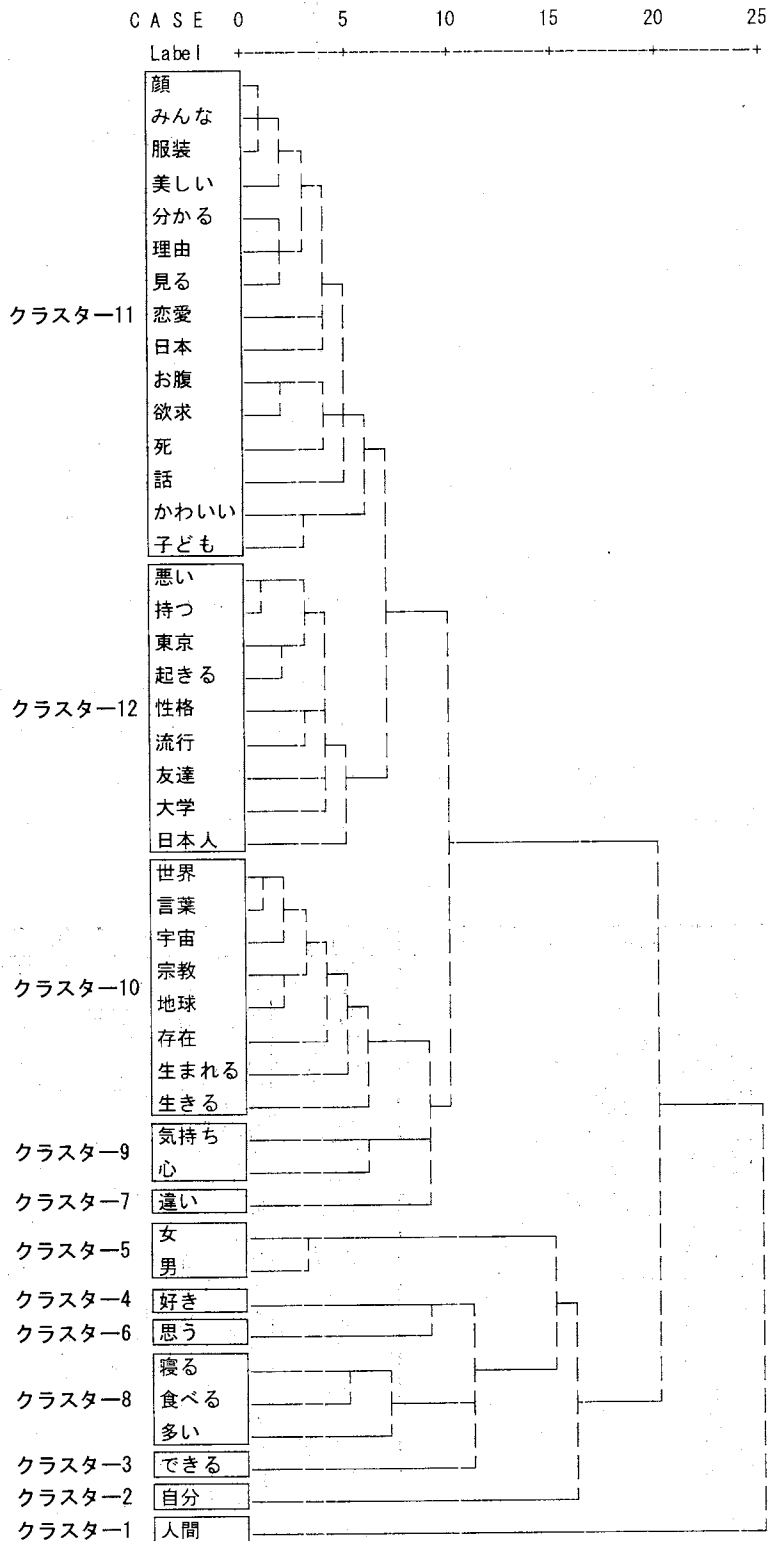 CASE 0 5 10 15 20 25
Label
顔
みんな
服装
美しい
分かる
理由
見る
クラスター11 恋愛
日本
お腹
欲求
死
話
かわいい
子ども
悪い
持つ
東京
起きる
クラスター12 性格
流行
友達
大学
日本人
世界
言葉
宇宙
宗教
クラスター10 地球
存在
生まれる
生きる
気持ち
クラスター9
心
クラスター7 違い
女
クラスター5
男
クラスター4 好き
クラスター6 思う
寝る
クラスター8 食べる
多い
クラスター3 できる
クラスター2 自分
クラスター1 人間